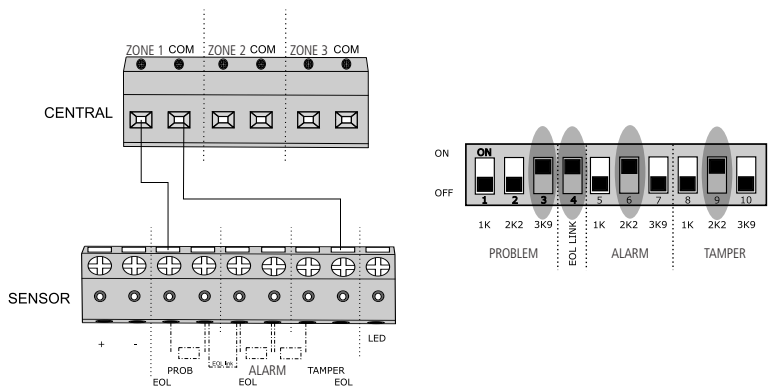 ZONE 1 COM ZONE 2 COM ZONE 3 COM
CENTRAL
SENSOR
+ -
LED
EOL link
PROB ALARM TAMPER
EOL EOL EOL
ON
OFF
ON
1 2 3 4 5 6 7 8 9 10
1K 2K2 3K9 EOL LINK 1K 2K2 3K9 1K 2K2 3K9
PROBLEM ALARM TAMPER